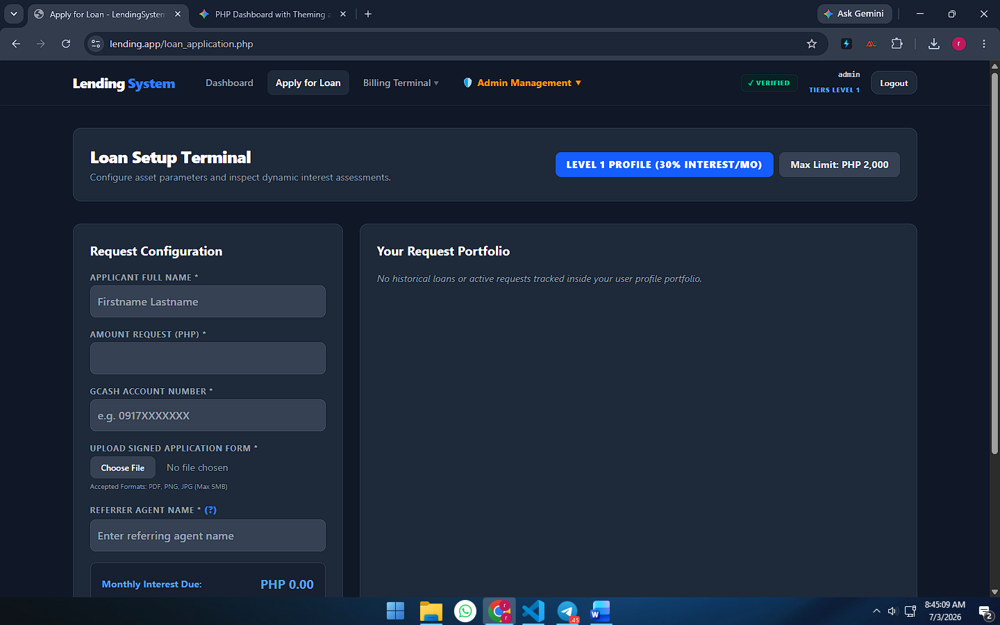 Apply for Loan - LendingSystem
PHP Dashboard with Theming a
Ask Gemini
lending.app/loan_application.php
r
Lending System
Dashboard
Apply for Loan
Billing Terminal ▾
Admin Management ▼
✓ VERIFIED
admin
TIERS LEVEL 1
Logout
Loan Setup Terminal
Configure asset parameters and inspect dynamic interest assessments.
LEVEL 1 PROFILE (30% INTEREST/MO)
Max Limit: PHP 2,000
Request Configuration
APPLICANT FULL NAME *
Firstname Lastname
AMOUNT REQUEST (PHP) *
GCASH ACCOUNT NUMBER *
e.g. 0917XXXXXXX
UPLOAD SIGNED APPLICATION FORM *
Choose File No file chosen
Accepted Formats: PDF, PNG, JPG (Max 5MB)
REFERRER AGENT NAME * (?)
Enter referring agent name
Monthly Interest Due: PHP 0.00
Your Request Portfolio
No historical loans or active requests tracked inside your user profile portfolio.
r
r
.45
W
8:45:09 AM
7/3/2026
2